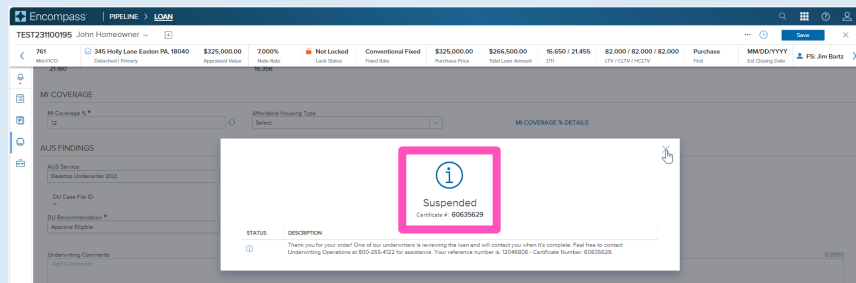 Encompass PIPELINE > LOAN
TEST231100195 John Homeowner
Save
761 345 Holly Lane Easton PA, 18040 $325,000.00 7.000% Not Locked Conventional Fixed $325,000.00 $266,500.00 16.650 / 21.455 82.000 / 82.000 / 82.000 Purchase MM/DD/YYYY FS: Jim Bartz
Mid-FICO Detached | Primary Appraised Value Note Rate Lock Status Fixed Rate Purchase Price Total Loan Amount DTI LTV / CLTV / HCLTV First Est Closing Date
21.160 16.356
MI COVERAGE
MI Coverage % * Affordable Housing Type
12 Select MI COVERAGE % DETAILS
AUS FINDINGS
AUS Service
Desktop Underwriter (DU)
DU Case File ID
--
DU Recommendation *
Approve Eligible
Suspended
Certificate #: 60635629
STATUS DESCRIPTION
Thank you for your order! One of our underwriters is reviewing the loan and will contact you when it's complete. Feel free to contact
Underwriting Operations at 800-255-4122 for assistance. Your reference number is: 12046806 - Certificate Number: 60635629.
Underwriting Comments 0/2000
Add Comments